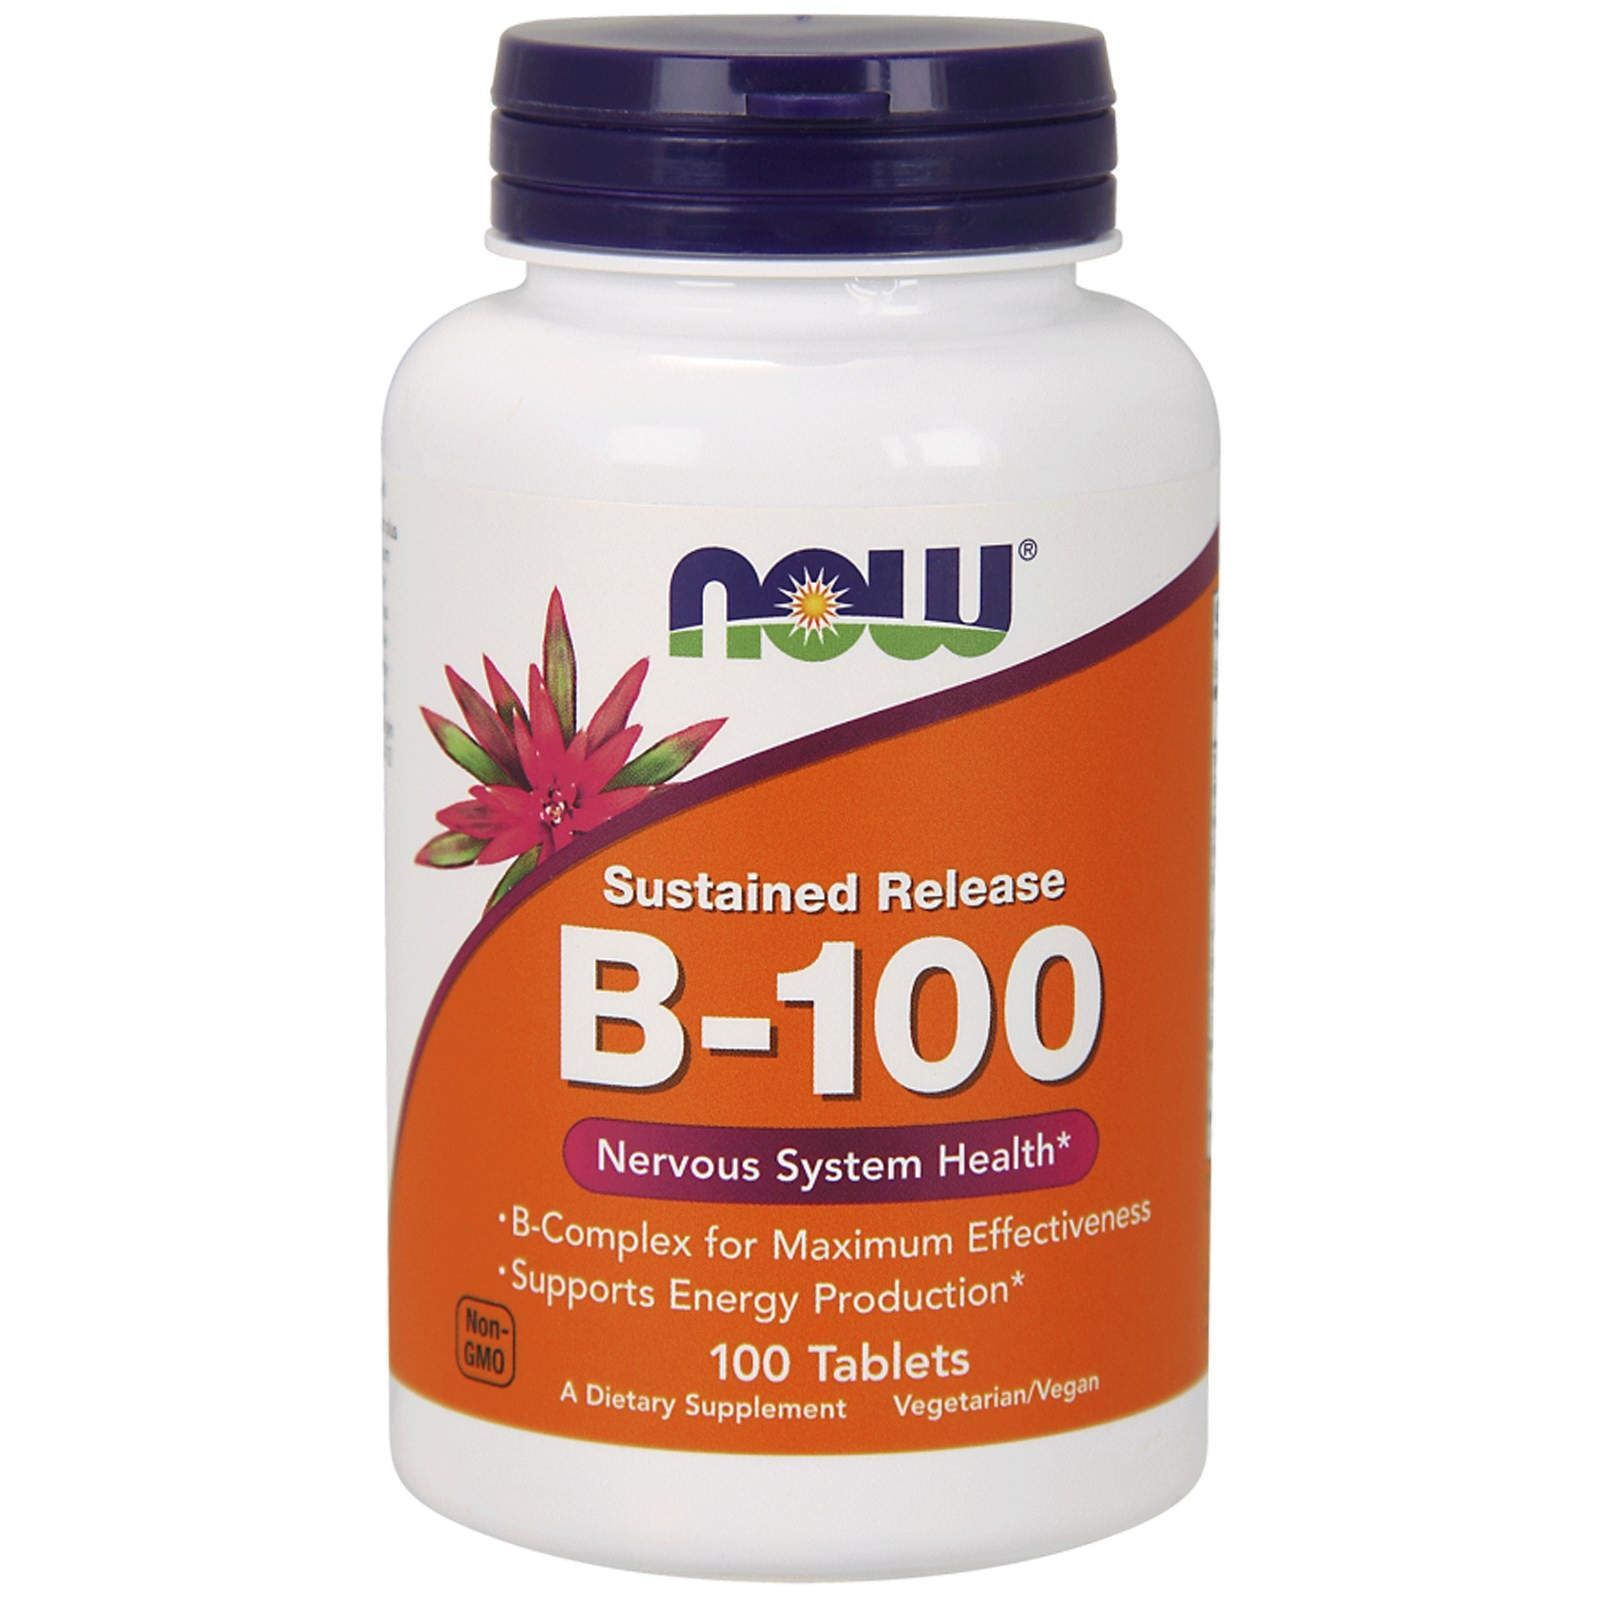 NOW®
Sustained Release
B-100
Nervous System Health*
• B-Complex for Maximum Effectiveness
• Supports Energy Production*
Non-
GMO
100 Tablets
A Dietary Supplement Vegetarian/Vegan